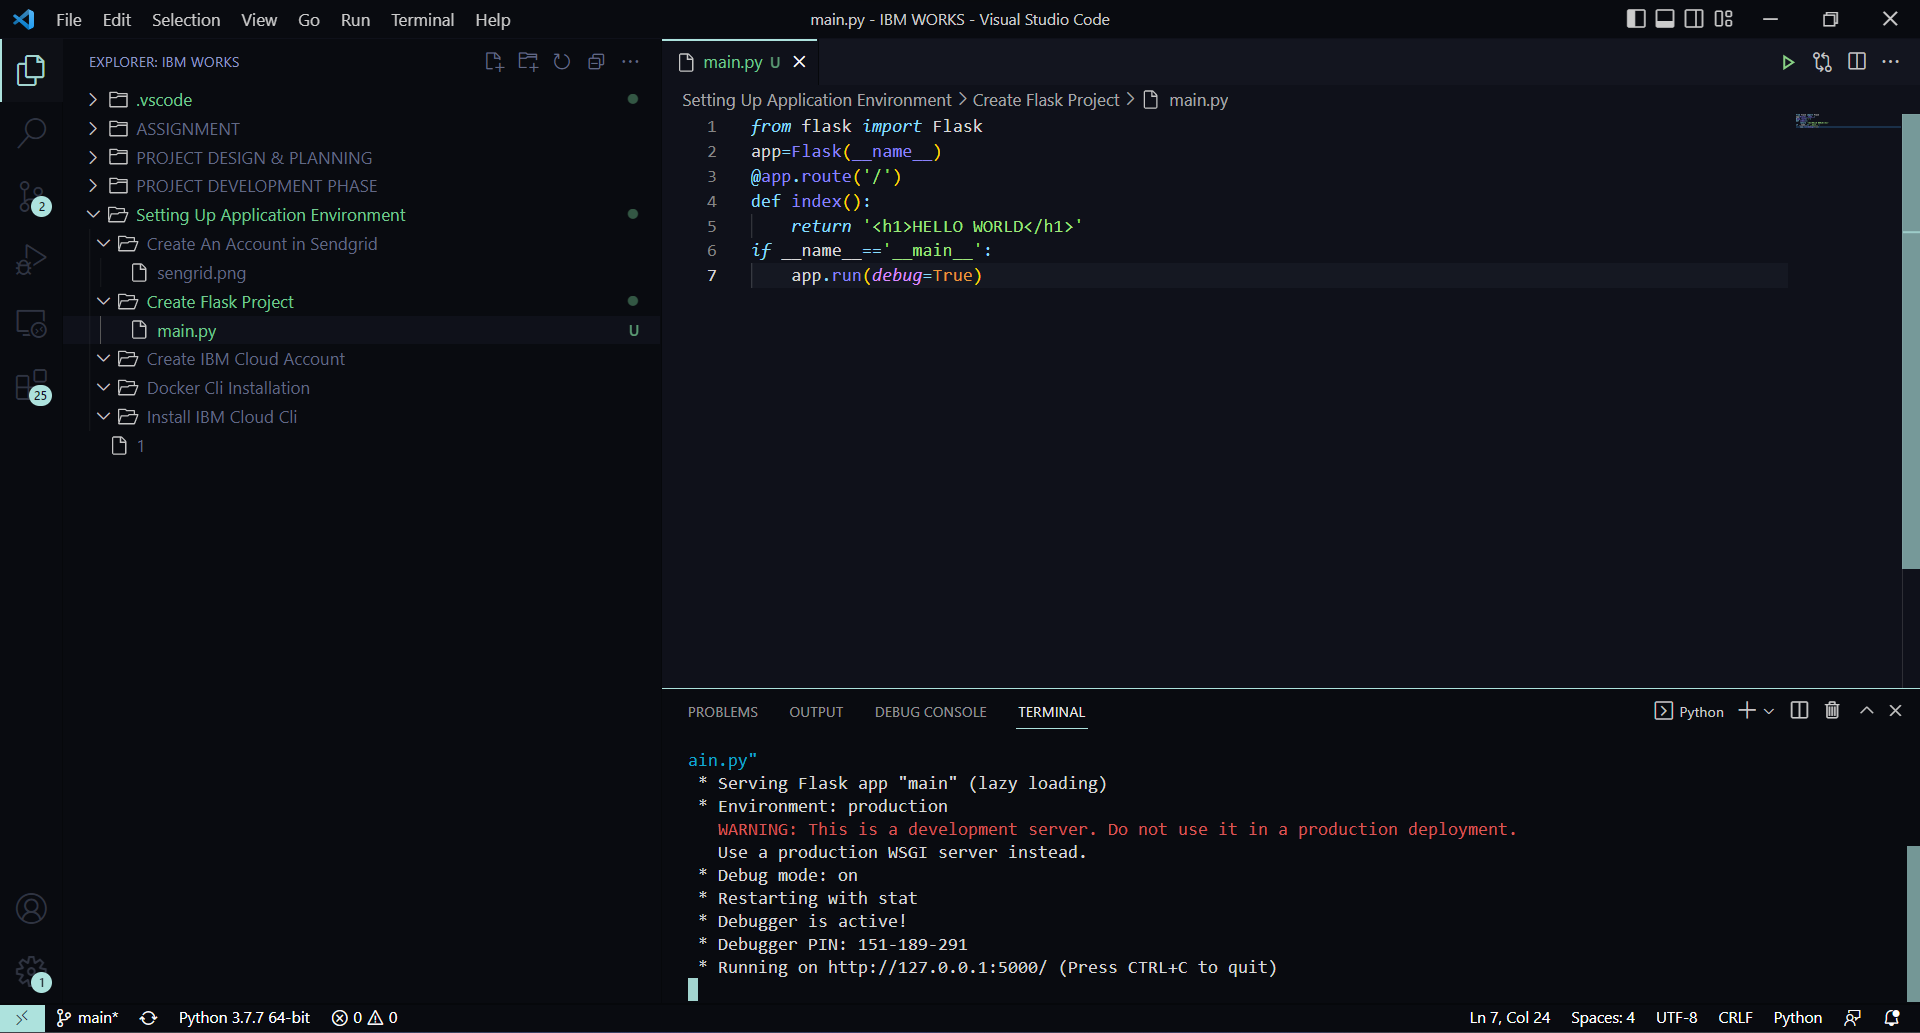 File Edit Selection View Go Run Terminal Help
main.py - IBM WORKS - Visual Studio Code
EXPLORER: IBM WORKS
.vscode
ASSIGNMENT
PROJECT DESIGN & PLANNING
PROJECT DEVELOPMENT PHASE
Setting Up Application Environment
Create An Account in Sendgrid
sengrid.png
Create Flask Project
main.py U
Create IBM Cloud Account
Docker Cli Installation
Install IBM Cloud Cli
1
2
25
1
main.py U
Setting Up Application Environment > Create Flask Project > main.py
1 from flask import Flask
2 app=Flask(__name__)
3 @app.route('/')
4 def index():
5     return '<h1>HELLO WORLD</h1>'
6 if __name__=='__main__':
7     app.run(debug=True)
PROBLEMS OUTPUT DEBUG CONSOLE TERMINAL
Python
ain.py"
 * Serving Flask app "main" (lazy loading)
 * Environment: production
   WARNING: This is a development server. Do not use it in a production deployment.
   Use a production WSGI server instead.
 * Debug mode: on
 * Restarting with stat
 * Debugger is active!
 * Debugger PIN: 151-189-291
 * Running on http://127.0.0.1:5000/ (Press CTRL+C to quit)
main* Python 3.7.7 64-bit 0 0
Ln 7, Col 24 Spaces: 4 UTF-8 CRLF Python